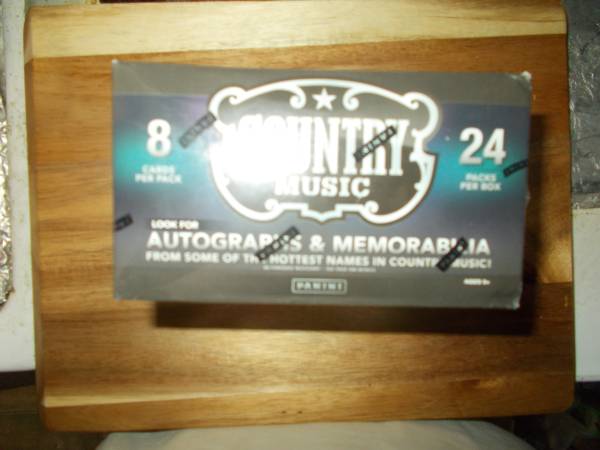 COUNTRY
MUSIC
8
CARDS
PER PACK
24
PACKS
PER BOX
LOOK FOR
AUTOGRAPHS & MEMORABILIA
FROM SOME OF THE HOTTEST NAMES IN COUNTRY MUSIC!
PANINI